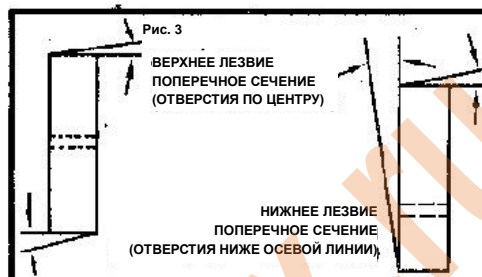 Рис. 3
ВЕРХНЕЕ ЛЕЗВИЕ
ПОПЕРЕЧНОЕ СЕЧЕНИЕ
(ОТВЕРСТИЯ ПО ЦЕНТРУ)
НИЖНЕЕ ЛЕЗВИЕ
ПОПЕРЕЧНОЕ СЕЧЕНИЕ
(ОТВЕРСТИЯ НИЖЕ ОСЕВОЙ ЛИНИИ)